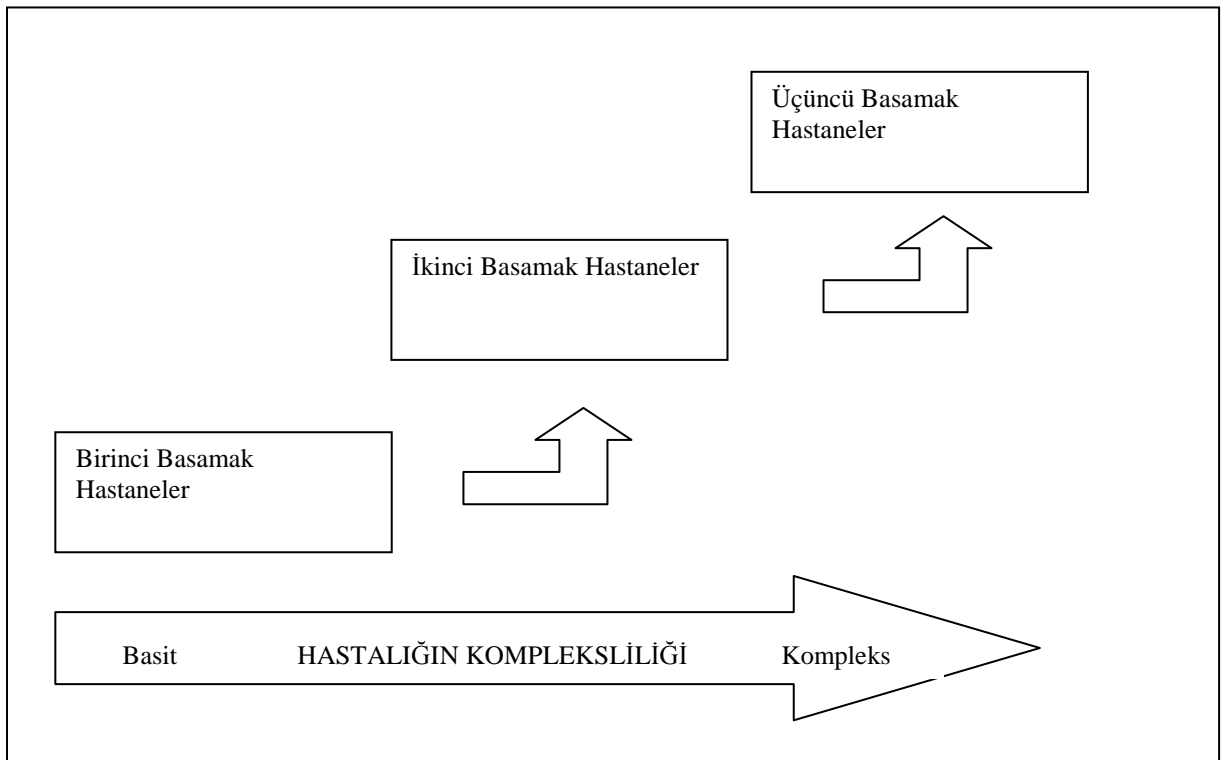 Üçüncü Basamak
Hastaneler
İkinci Basamak Hastaneler
Birinci Basamak
Hastaneler
Basit HASTALIĞIN KOMPLEKSLİLİĞİ Kompleks